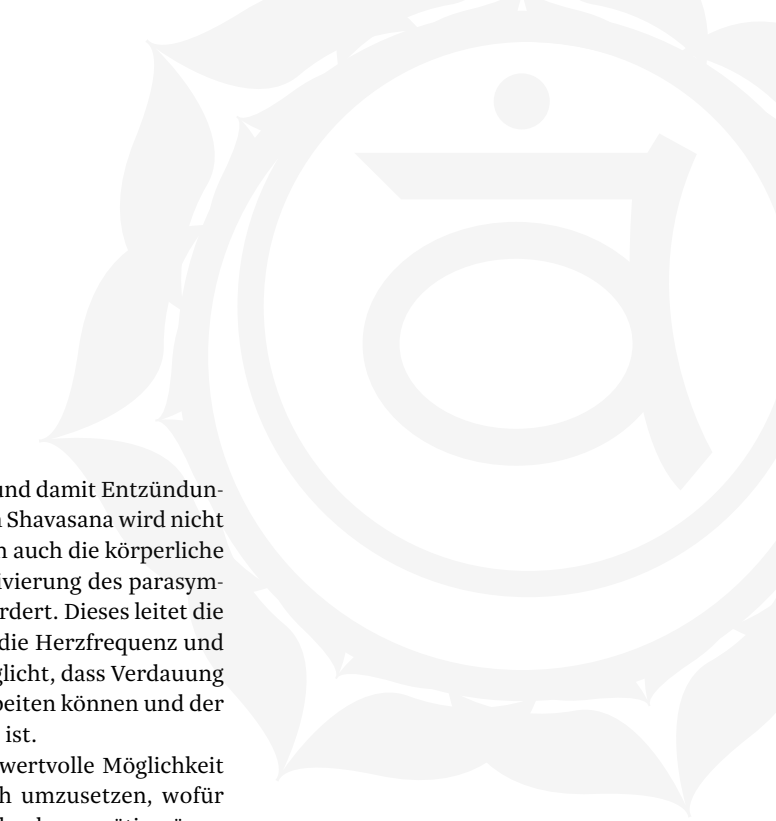 und damit Entzündun-
Shavasana wird nicht
auch die körperliche
ivierung des parasym-
rdert. Dieses leitet die
die Herzfrequenz und
glicht, dass Verdauung
beiten können und der
ist.
wertvolle Möglichkeit
h umzusetzen, wofür